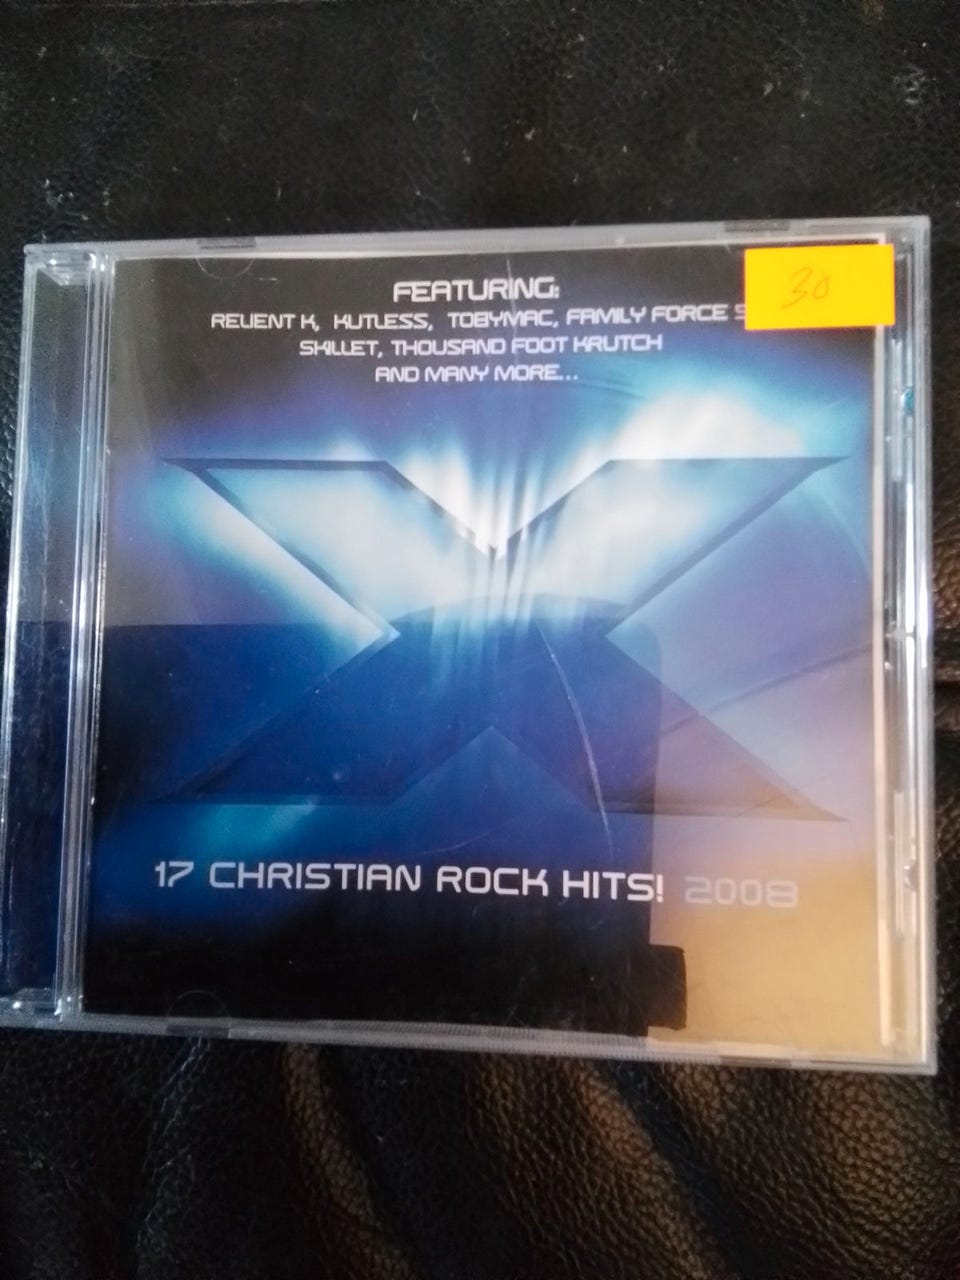 FEATURING:
30
RELIENT K, KUTLESS, TOBYMAC, FAMILY FORCE 5
SKILLET, THOUSAND FOOT KRUTCH
AND MANY MORE...
X
17 CHRISTIAN ROCK HITS! 2008